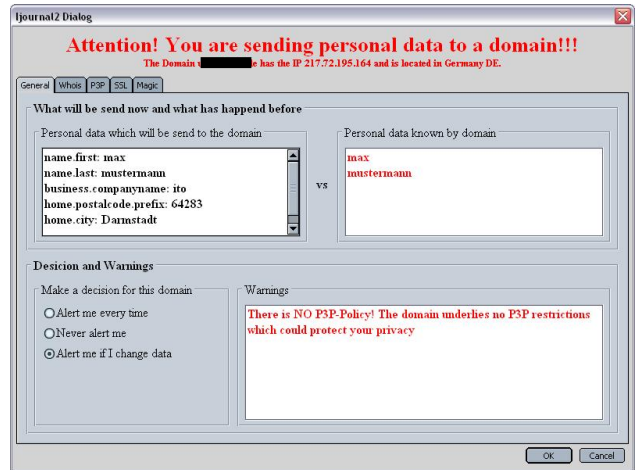 Ijournal2 Dialog
Attention! You are sending personal data to a domain!!!
The Domain e has the IP 217.72.195.164 and is located in Germany DE.
General Whois P3P SSL Magic
What will be send now and what has happend before
Personal data which will be send to the domain
name.first: max
name.last: mustermann
business.companyname: ito
home.postalcode.prefix: 64283
home.city: Darmstadt
vs
Personal data known by domain
max
mustermann
Desicion and Warnings
Make a decision for this domain
Alert me every time
Never alert me
Alert me if I change data
Warnings
There is NO P3P-Policy! The domain underlies no P3P restrictions
which could protect your privacy
OK Cancel